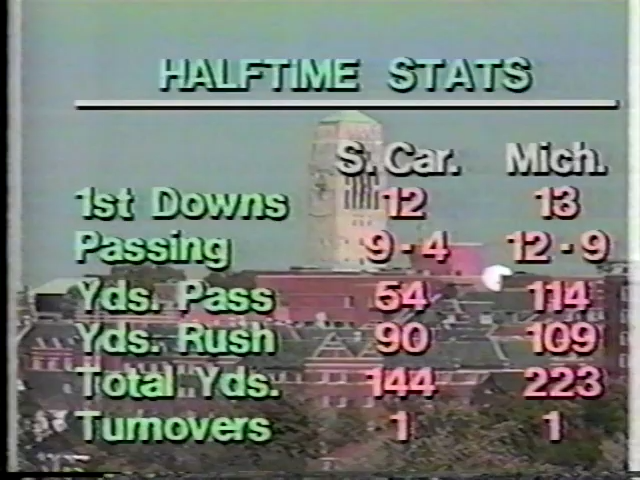 HALFTIME STATS
S. Car. Mich.
1st Downs 12 13
Passing 9-4 12-9
Yds. Pass 54 114
Yds. Rush 90 109
Total Yds. 144 223
Turnovers 1 1